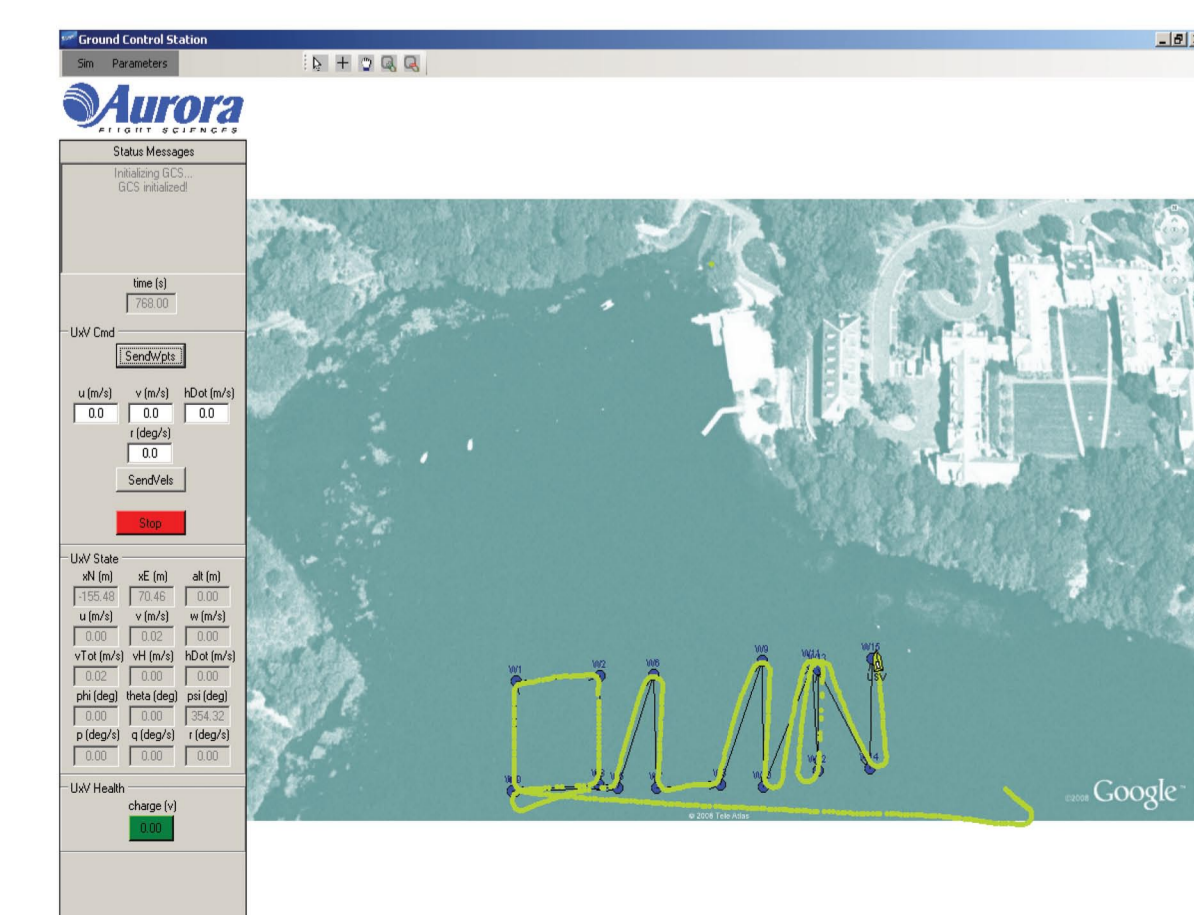 Ground Control Station
Sim Parameters
Aurora
FLIGHT SCIENCES
Status Messages
Initializing GCS...
GCS initialized!
time (s)
768.00
UxV Cmd
SendWpts
u (m/s) v (m/s) hDot (m/s)
0.0 0.0 0.0
r (deg/s)
0.0
SendVels
Stop
UxV State
xN (m) xE (m) alt (m)
-155.48 70.46 0.00
u (m/s) v (m/s) w (m/s)
0.00 0.02 0.00
vTot (m/s) vH (m/s) hDot (m/s)
0.02 0.00 0.00
phi (deg) theta (deg) psi (deg)
0.00 0.00 354.32
p (deg/s) q (deg/s) r (deg/s)
0.00 0.00 0.00
UxV Health
charge (v)
0.00
W1 W2 W6 W9 W15
USV
©2008 Google™
© 2008 Tele Atlas